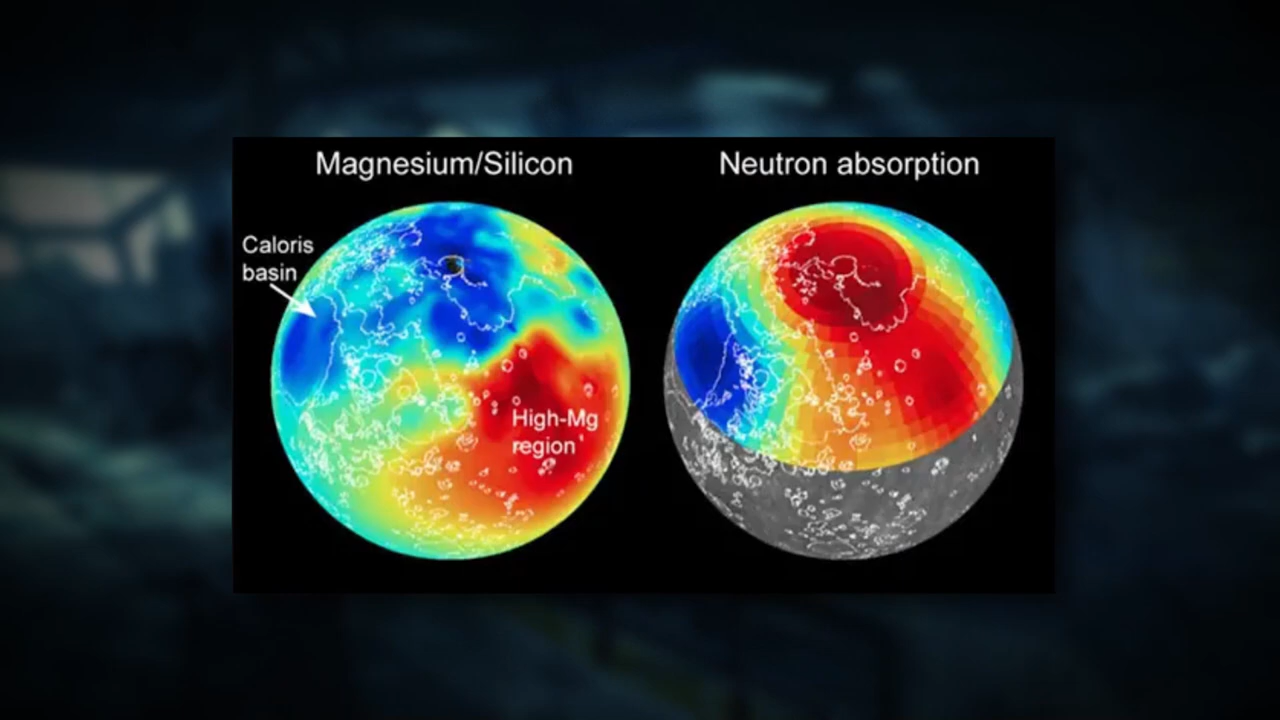 Magnesium/Silicon
Neutron absorption
Caloris
basin
High-Mg
region